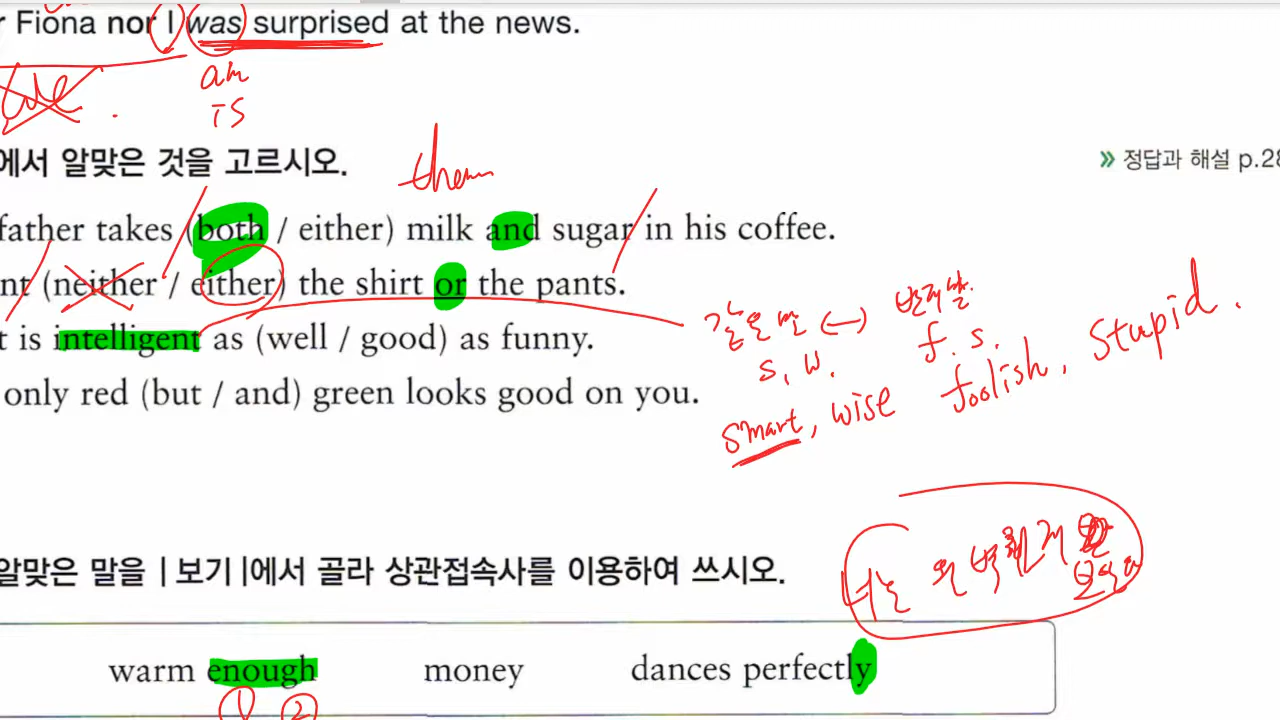 r Fiona nor I was surprised at the news.
am
is
에서 알맞은 것을 고르시오.
them
» 정답과 해설 p.28
father takes (both / either) milk and sugar in his coffee.
nt (neither / either) the shirt or the pants.
t is intelligent as (well / good) as funny.
같은 말 ↔ 반대말
s, w.
f. s.
only red (but / and) green looks good on you.
smart, wise foolish, stupid.
알맞은 말을 | 보기 |에서 골라 상관접속사를 이용하여 쓰시오.
너는
warm enough money dances perfectly
① ②